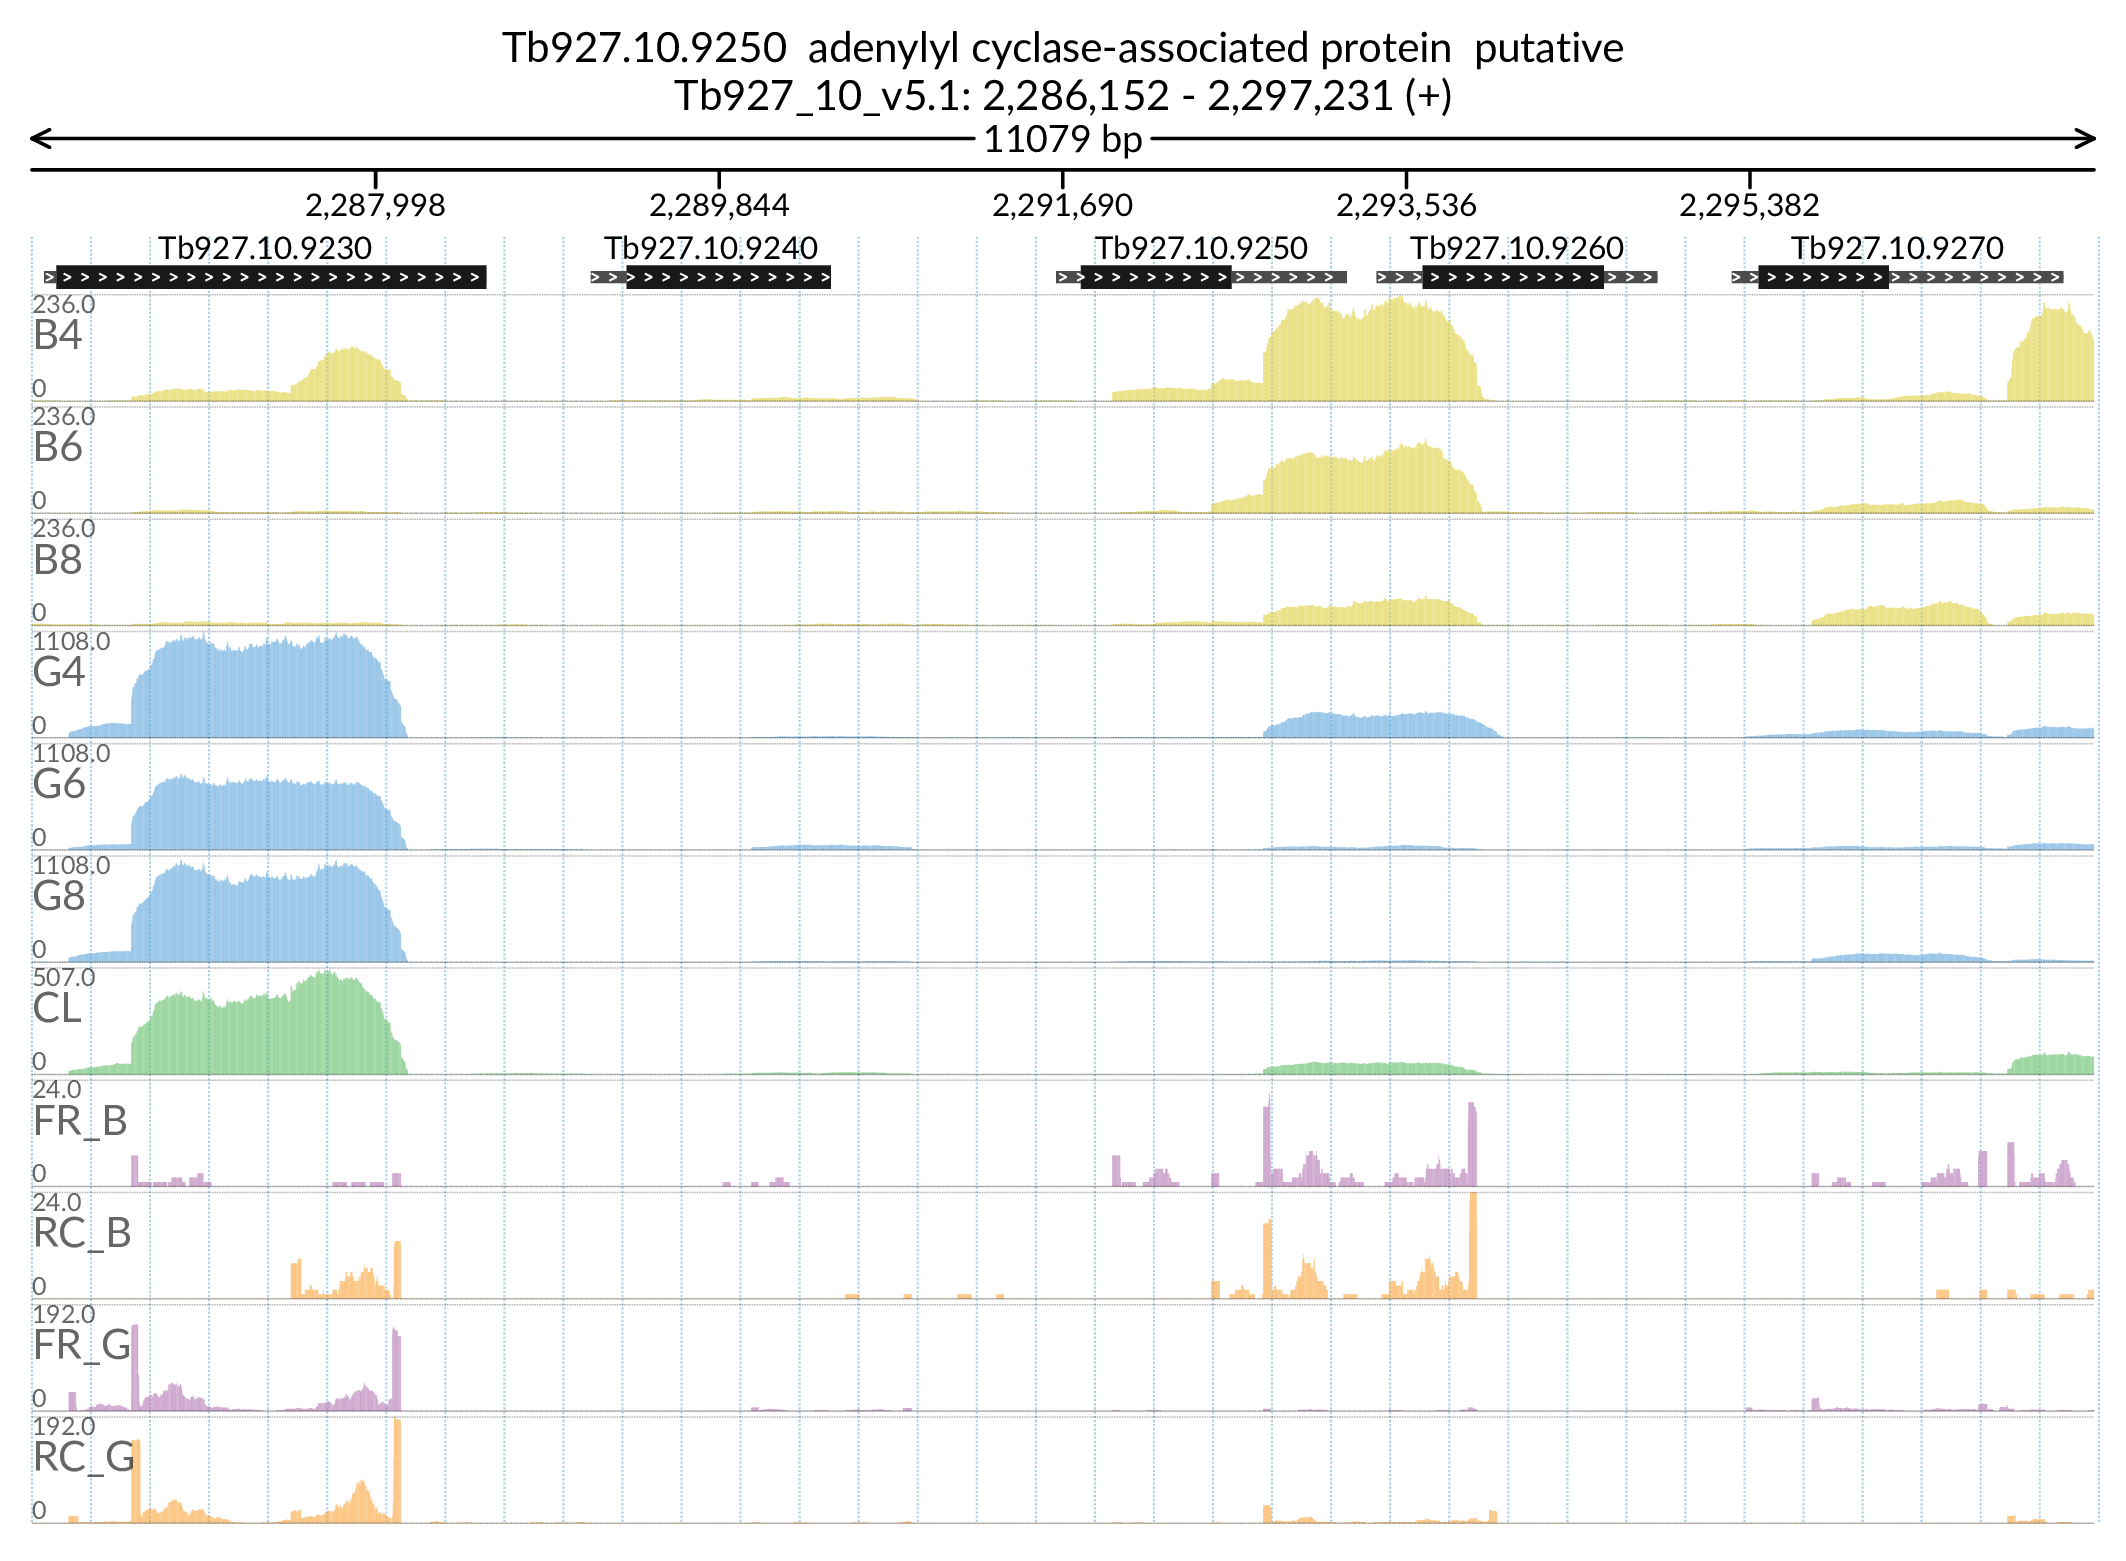 Tb927.10.9250 adenylyl cyclase-associated protein putative
Tb927_10_v5.1: 2,286,152 - 2,297,231 (+)
11079 bp
2,287,998 2,289,844 2,291,690 2,293,536 2,295,382
Tb927.10.9230 Tb927.10.9240 Tb927.10.9250 Tb927.10.9260 Tb927.10.9270
236.0
B4
0
236.0
B6
0
236.0
B8
0
1108.0
G4
0
1108.0
G6
0
1108.0
G8
0
507.0
CL
0
24.0
FR_B
0
24.0
RC_B
0
192.0
FR_G
0
192.0
RC_G
0